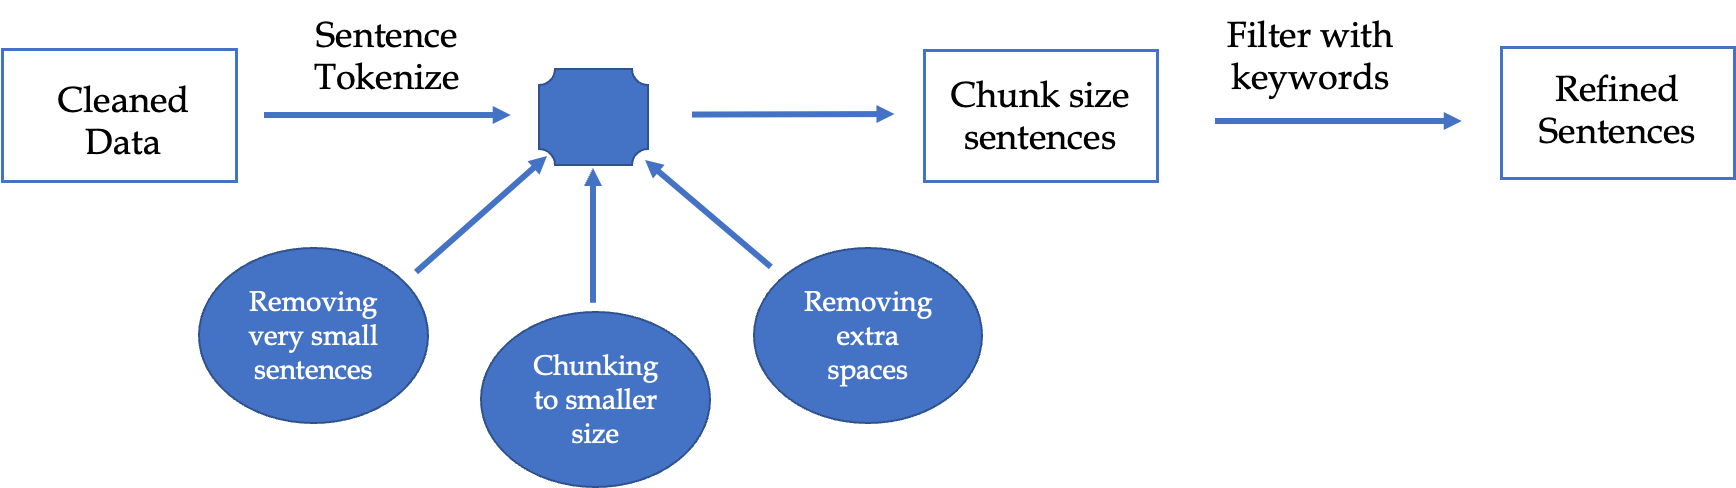 Cleaned
Data
Sentence
Tokenize
Chunk size
sentences
Filter with
keywords
Refined
Sentences
Removing
very small
sentences
Chunking
to smaller
size
Removing
extra
spaces